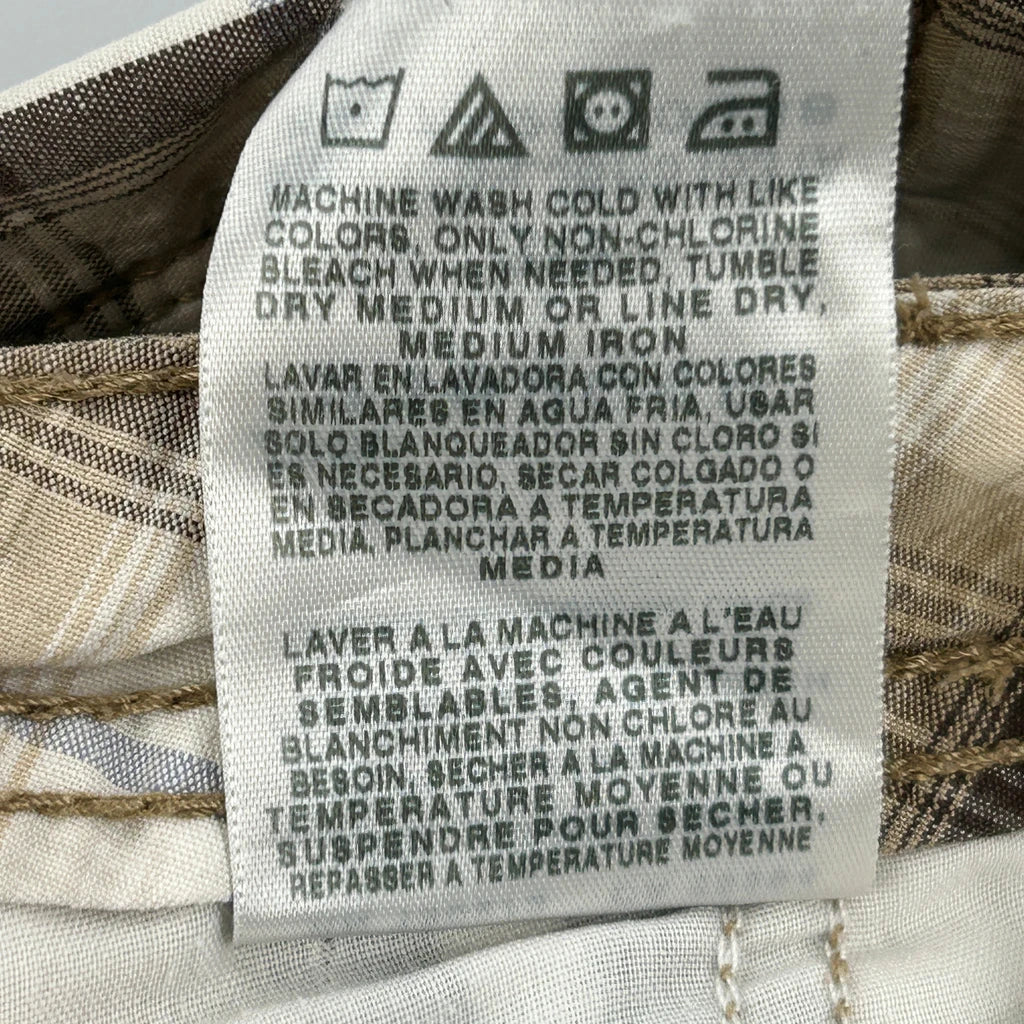 MACHINE WASH COLD WITH LIKE
COLORS, ONLY NON-CHLORINE
BLEACH WHEN NEEDED, TUMBLE
DRY MEDIUM OR LINE DRY,
MEDIUM IRON
LAVAR EN LAVADORA CON COLORES
SIMILARES EN AGUA FRIA, USAR
SOLO BLANQUEADOR SIN CLORO SI
ES NECESARIO, SECAR COLGADO O
EN SECADORA A TEMPERATURA
MEDIA, PLANCHAR A TEMPERATURA
MEDIA
LAVER A LA MACHINE A L'EAU
FROIDE AVEC COULEURS
SEMBLABLES, AGENT DE
BLANCHIMENT NON CHLORE AU
BESOIN, SECHER A LA MACHINE A
TEMPERATURE MOYENNE OU
SUSPENDRE POUR SECHER,
REPASSER A TEMPERATURE MOYENNE